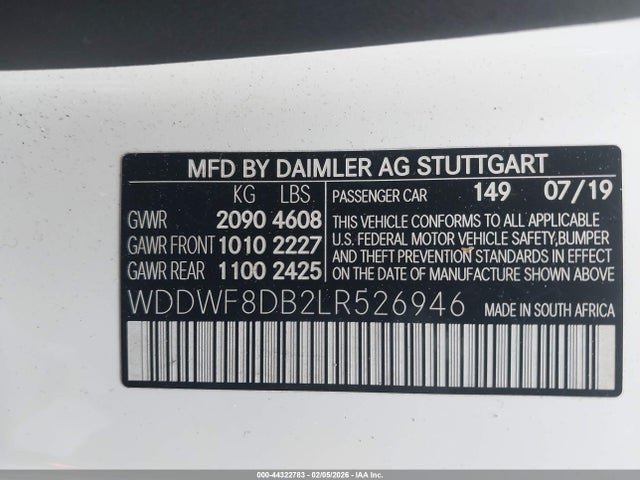 MFD BY DAIMLER AG STUTTGART
KG LBS
GVWR 2090 4608
GAWR FRONT 1010 2227
GAWR REAR 1100 2425
PASSENGER CAR 149 07/19
THIS VEHICLE CONFORMS TO ALL APPLICABLE
U.S. FEDERAL MOTOR VEHICLE SAFETY,BUMPER
AND THEFT PREVENTION STANDARDS IN EFFECT
ON THE DATE OF MANUFACTURE SHOWN ABOVE.
WDDWF8DB2LR526946 MADE IN SOUTH AFRICA
000-44322783 - 02/05/2026 - IAA Inc.